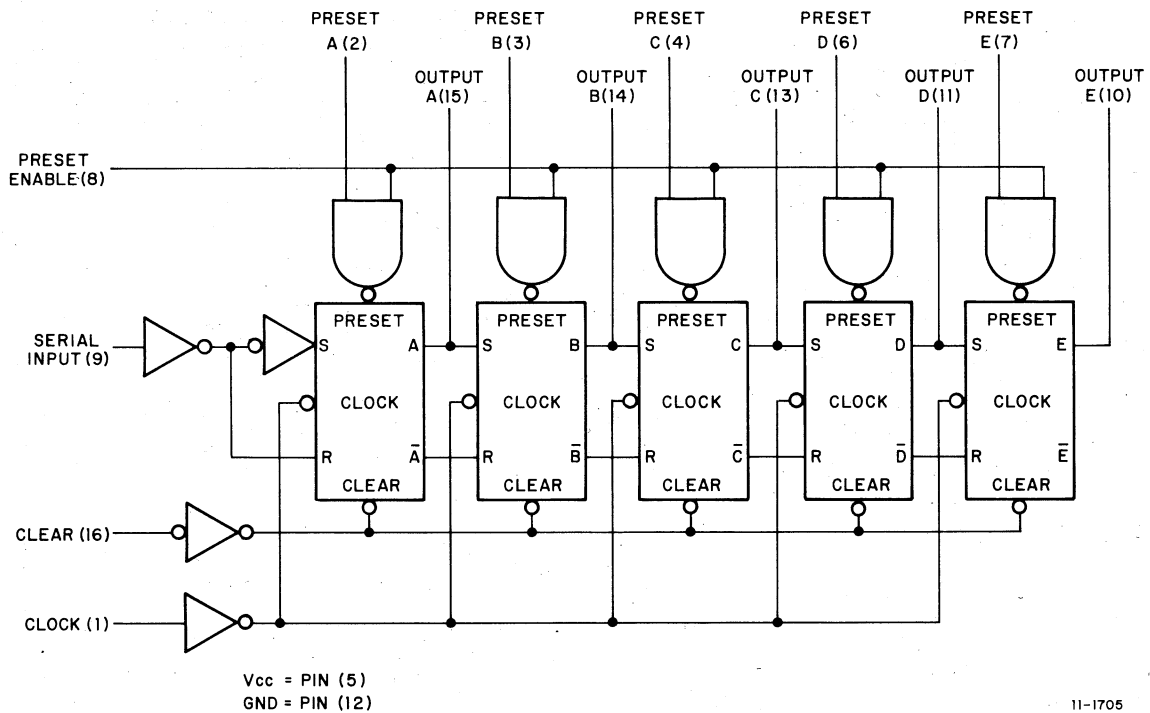 PRESET PRESET PRESET PRESET PRESET
A(2) B(3) C(4) D(6) E(7)
OUTPUT OUTPUT OUTPUT OUTPUT OUTPUT
A(15) B(14) C(13) D(11) E(10)
PRESET
ENABLE(8)
PRESET PRESET PRESET PRESET PRESET
SERIAL
INPUT(9)
S A S B S C S D S E
CLOCK CLOCK CLOCK CLOCK CLOCK
R A̅ R B̅ R C̅ R D̅ R E̅
CLEAR CLEAR CLEAR CLEAR CLEAR
CLEAR (16)
CLOCK (1)
Vcc = PIN (5)
GND = PIN (12)
11-1705